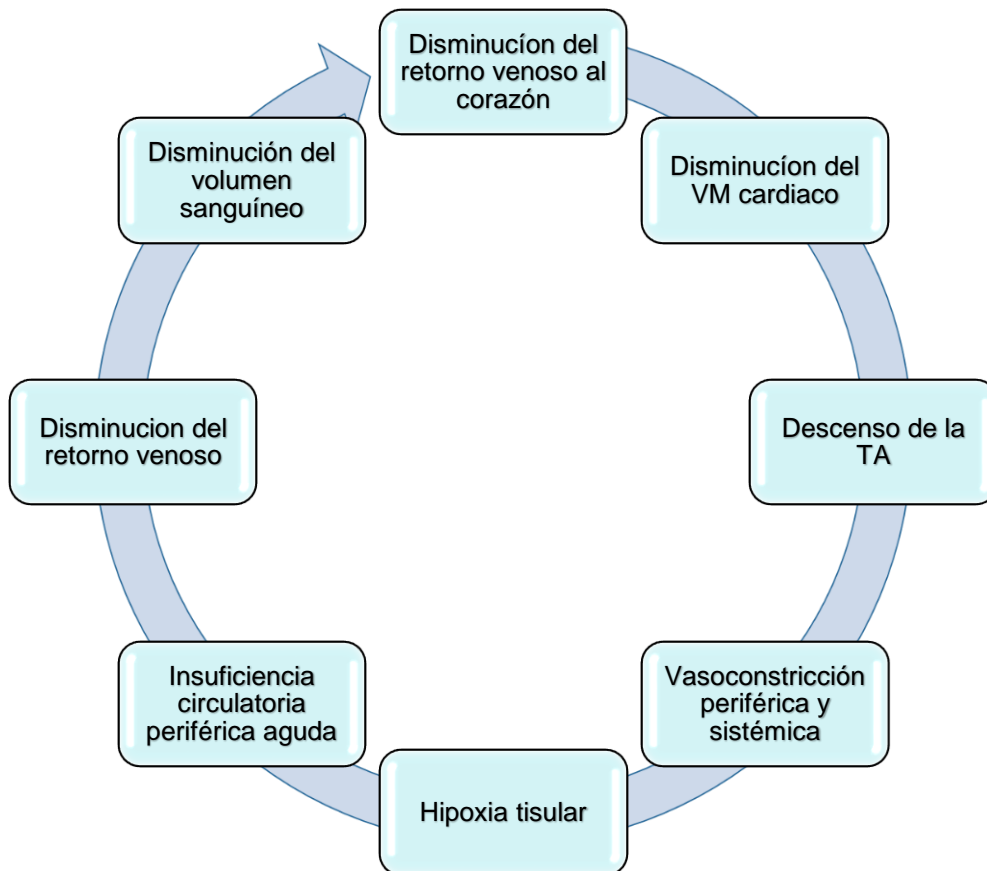 Disminucíon del
retorno venoso al
corazón
Disminucíon del
VM cardiaco
Descenso de la
TA
Vasoconstricción
periférica y
sistémica
Hipoxia tisular
Insuficiencia
circulatoria
periférica aguda
Disminucion del
retorno venoso
Disminución del
volumen
sanguíneo